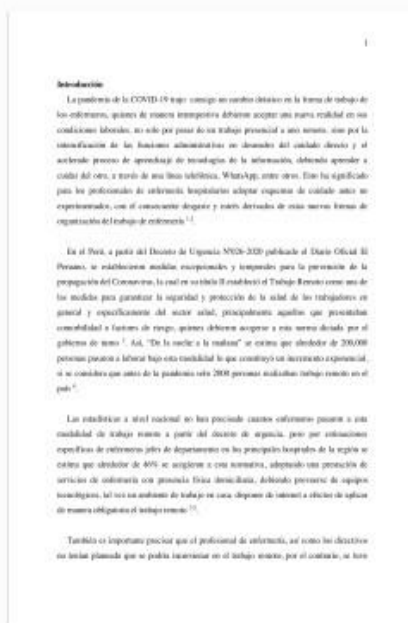 1
Introducción
La pandemia de la COVID-19 trajo consigo un cambio drástico en la forma de trabajo de
los enfermeros, quienes de manera intempestiva debieron aceptar una nueva realidad en sus
condiciones laborales, no solo por pasar de un trabajo presencial a uno remoto, sino por la
intensificación de las funciones administrativas en desmedro del cuidado directo y el
acelerado proceso de aprendizaje de tecnologías de la información, debiendo aprender a
cuidar del otro, a través de una línea telefónica, WhatsApp, entre otros. Esto ha significado
para los profesionales de enfermería hospitalarios adoptar esquemas de cuidado antes no
experimentados, con el consecuente desgaste y estrés derivados de estas nuevas formas de
organización del trabajo de enfermería
En el Perú, a partir del Decreto de Urgencia N°026-2020 publicado el Diario Oficial El
Peruano, se establecieron medidas excepcionales y temporales para la prevención de la
propagación del Coronavirus, la cual en su título II estableció el Trabajo Remoto como una de
las medidas para garantizar la seguridad y protección de la salud de los trabajadores en
general y específicamente del sector salud, principalmente aquellos que presentaban
comorbilidad o factores de riesgo, quienes debieron acogerse a esta norma dictada por el
gobierno de turno. Así, "De la noche a la mañana" se estima que alrededor de 200,000
personas pasaron a laborar bajo esta modalidad lo que constituyó un incremento exponencial,
si se considera que antes de la pandemia solo 2800 personas realizaban trabajo remoto en el
país
Las estadísticas a nivel nacional no han precisado cuantos enfermeros pasaron a esta
modalidad de trabajo remoto a partir del decreto de urgencia, pero por estimaciones
específicas de enfermeros jefes de departamento en los principales hospitales de la región se
estima que alrededor de 46% se acogieron a esta normativa, adoptando una prestación de
servicios de enfermería con presencia física domiciliaria, debiendo proveerse de equipos
tecnológicos, tal vez un ambiente de trabajo en casa, disponer de internet a efectos de aplicar
de manera obligatoria el trabajo remoto
También es importante precisar que el profesional de enfermería, así como los directivos
no tenían planeada que se podría incursionar en el trabajo remoto, por el contrario, se tuvo